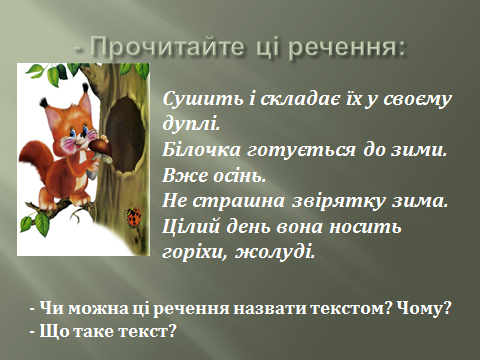 - Прочитайте ці речення:
Сушить і складає їх у своєму
дуплі.
Білочка готується до зими.
Вже осінь.
Не страшна звірятку зима.
Цілий день вона носить
горіхи, жолуді.
- Чи можна ці речення назвати текстом? Чому?
- Що таке текст?